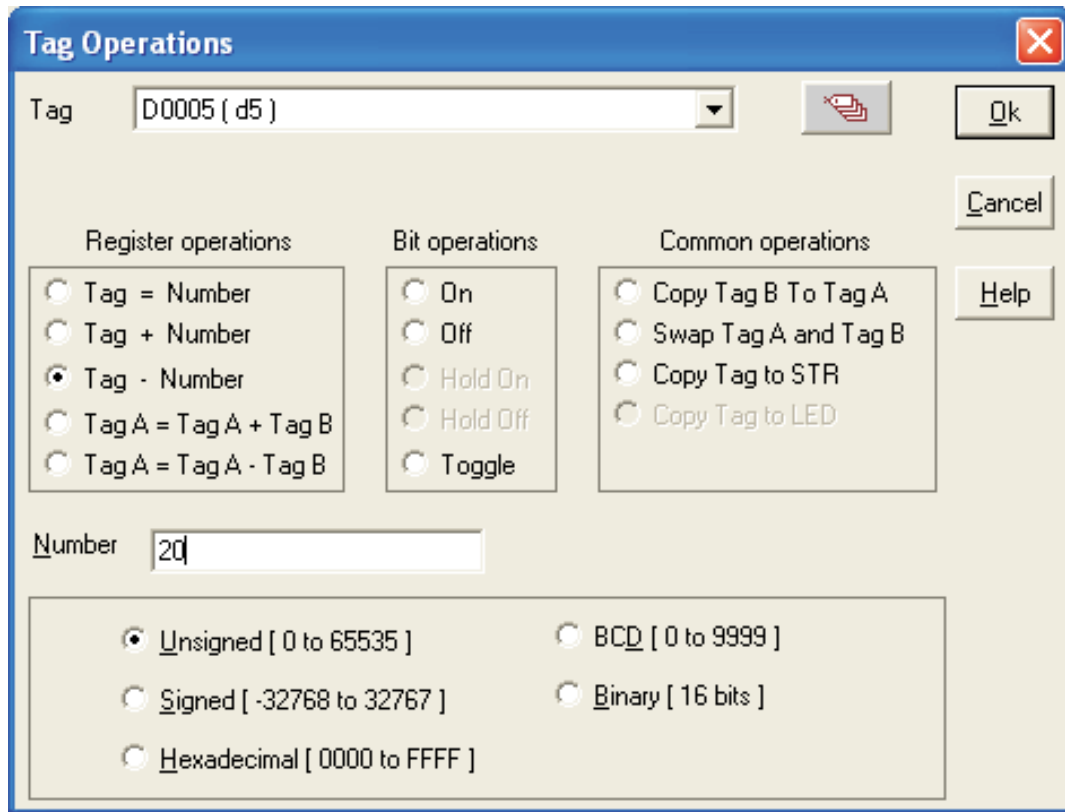 Tag Operations
Tag D0005 ( d5 )
Ok
Cancel
Help
Register operations
Tag = Number
Tag + Number
Tag - Number
Tag A = Tag A + Tag B
Tag A = Tag A - Tag B
Bit operations
On
Off
Hold On
Hold Off
Toggle
Common operations
Copy Tag B To Tag A
Swap Tag A and Tag B
Copy Tag to STR
Copy Tag to LED
Number 20
Unsigned [ 0 to 65535 ]
Signed [ -32768 to 32767 ]
Hexadecimal [ 0000 to FFFF ]
BCD [ 0 to 9999 ]
Binary [ 16 bits ]